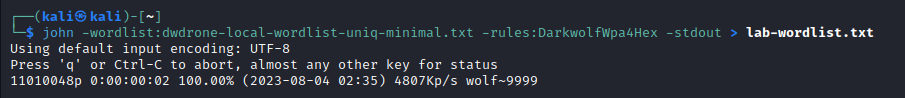 ┌──(kali㉿kali)-[~]
└─$ john -wordlist:dwdrone-local-wordlist-uniq-minimal.txt -rules:DarkwolfWpa4Hex -stdout > lab-wordlist.txt
Using default input encoding: UTF-8
Press 'q' or Ctrl-C to abort, almost any other key for status
11010048p 0:00:00:02 100.00% (2023-08-04 02:35) 4807Kp/s wolf~9999